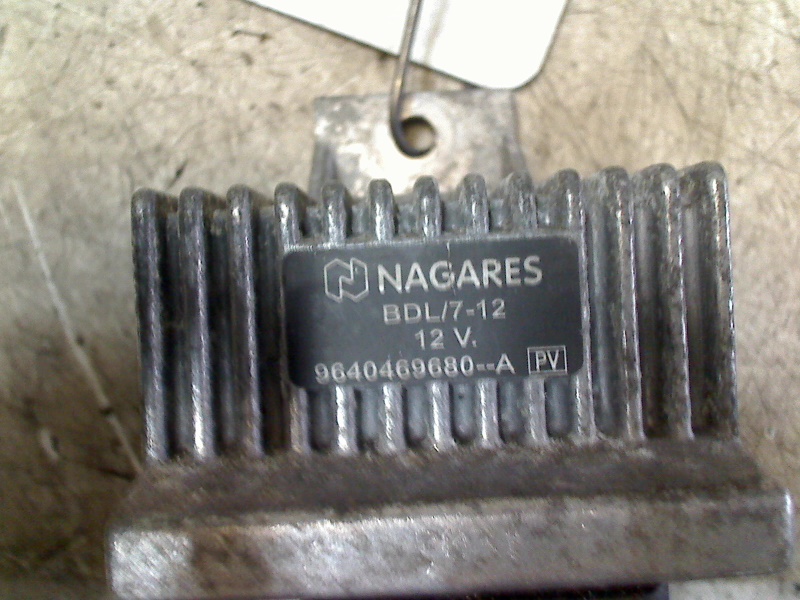 NAGARES
BDL/7-12
12 V.
9640469680--A PV